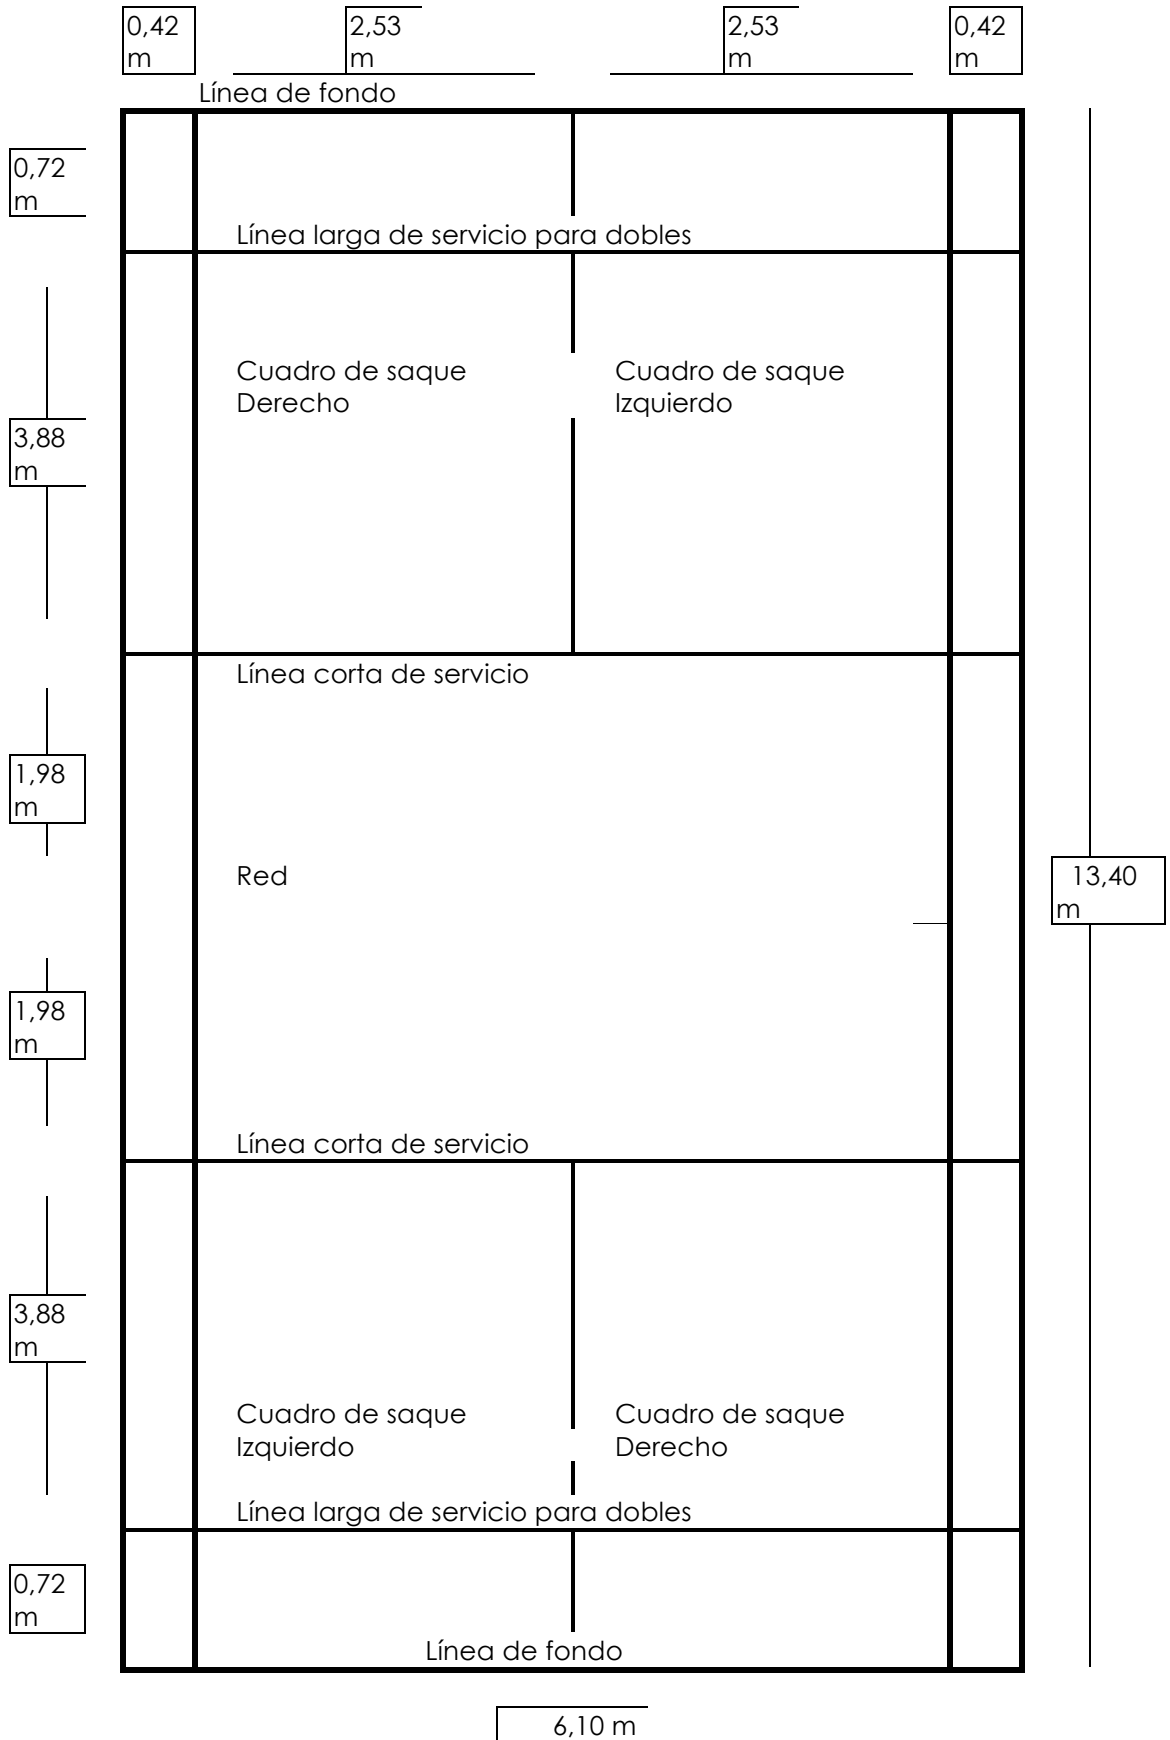 0,42
m
2,53
m
2,53
m
0,42
m
Línea de fondo
0,72
m
Línea larga de servicio para dobles
Cuadro de saque
Derecho
Cuadro de saque
Izquierdo
3,88
m
Línea corta de servicio
1,98
m
Red
13,40
m
1,98
m
Línea corta de servicio
3,88
m
Cuadro de saque
Izquierdo
Cuadro de saque
Derecho
Línea larga de servicio para dobles
0,72
m
Línea de fondo
6,10 m